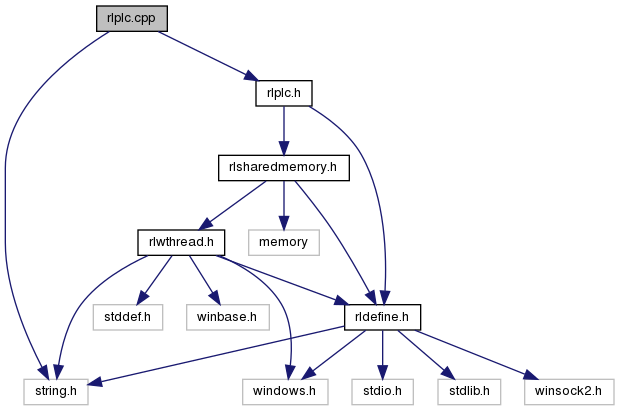 rlplc.cpp
rlplc.h
rlsharedmemory.h
rlwthread.h
memory
stddef.h
winbase.h
rldefine.h
string.h
windows.h
stdio.h
stdlib.h
winsock2.h